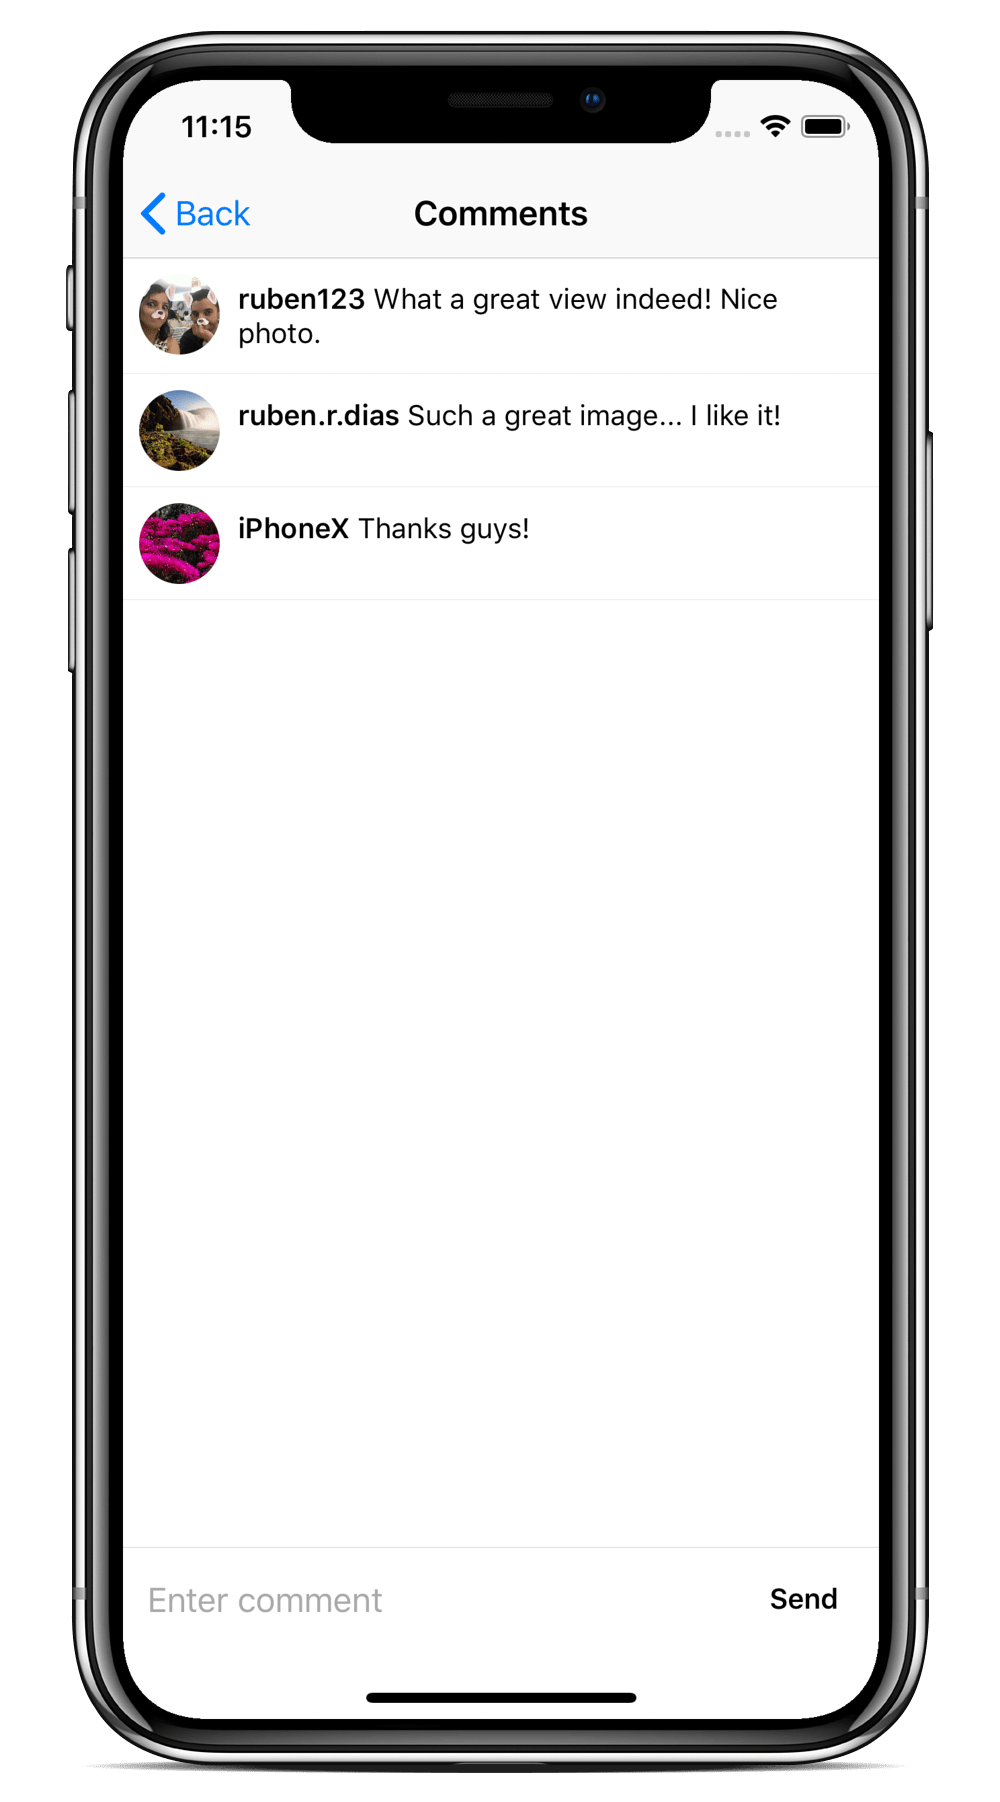 11:15
Back
Comments
ruben123 What a great view indeed! Nice
photo.
ruben.r.dias Such a great image... I like it!
iPhoneX Thanks guys!
Enter comment
Send